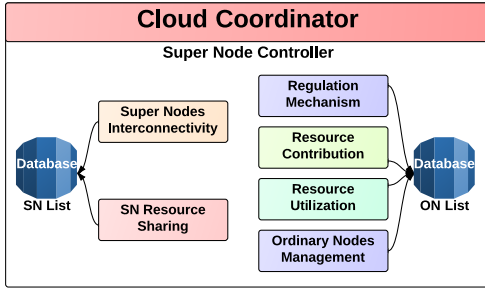 Cloud Coordinator
Super Node Controller
Super Nodes
Interconnectivity
Database
SN List
SN Resource
Sharing
Regulation
Mechanism
Resource
Contribution
Resource
Utilization
Ordinary Nodes
Management
Database
ON List